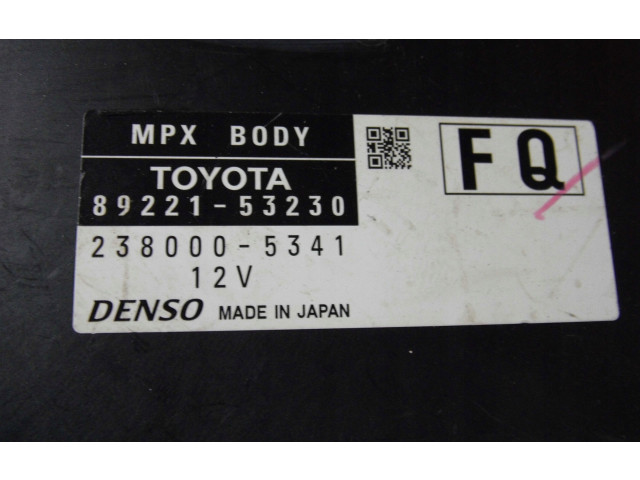 MPX BODY
FQ
TOYOTA
89221-53230
238000-5341
12V
DENSO MADE IN JAPAN